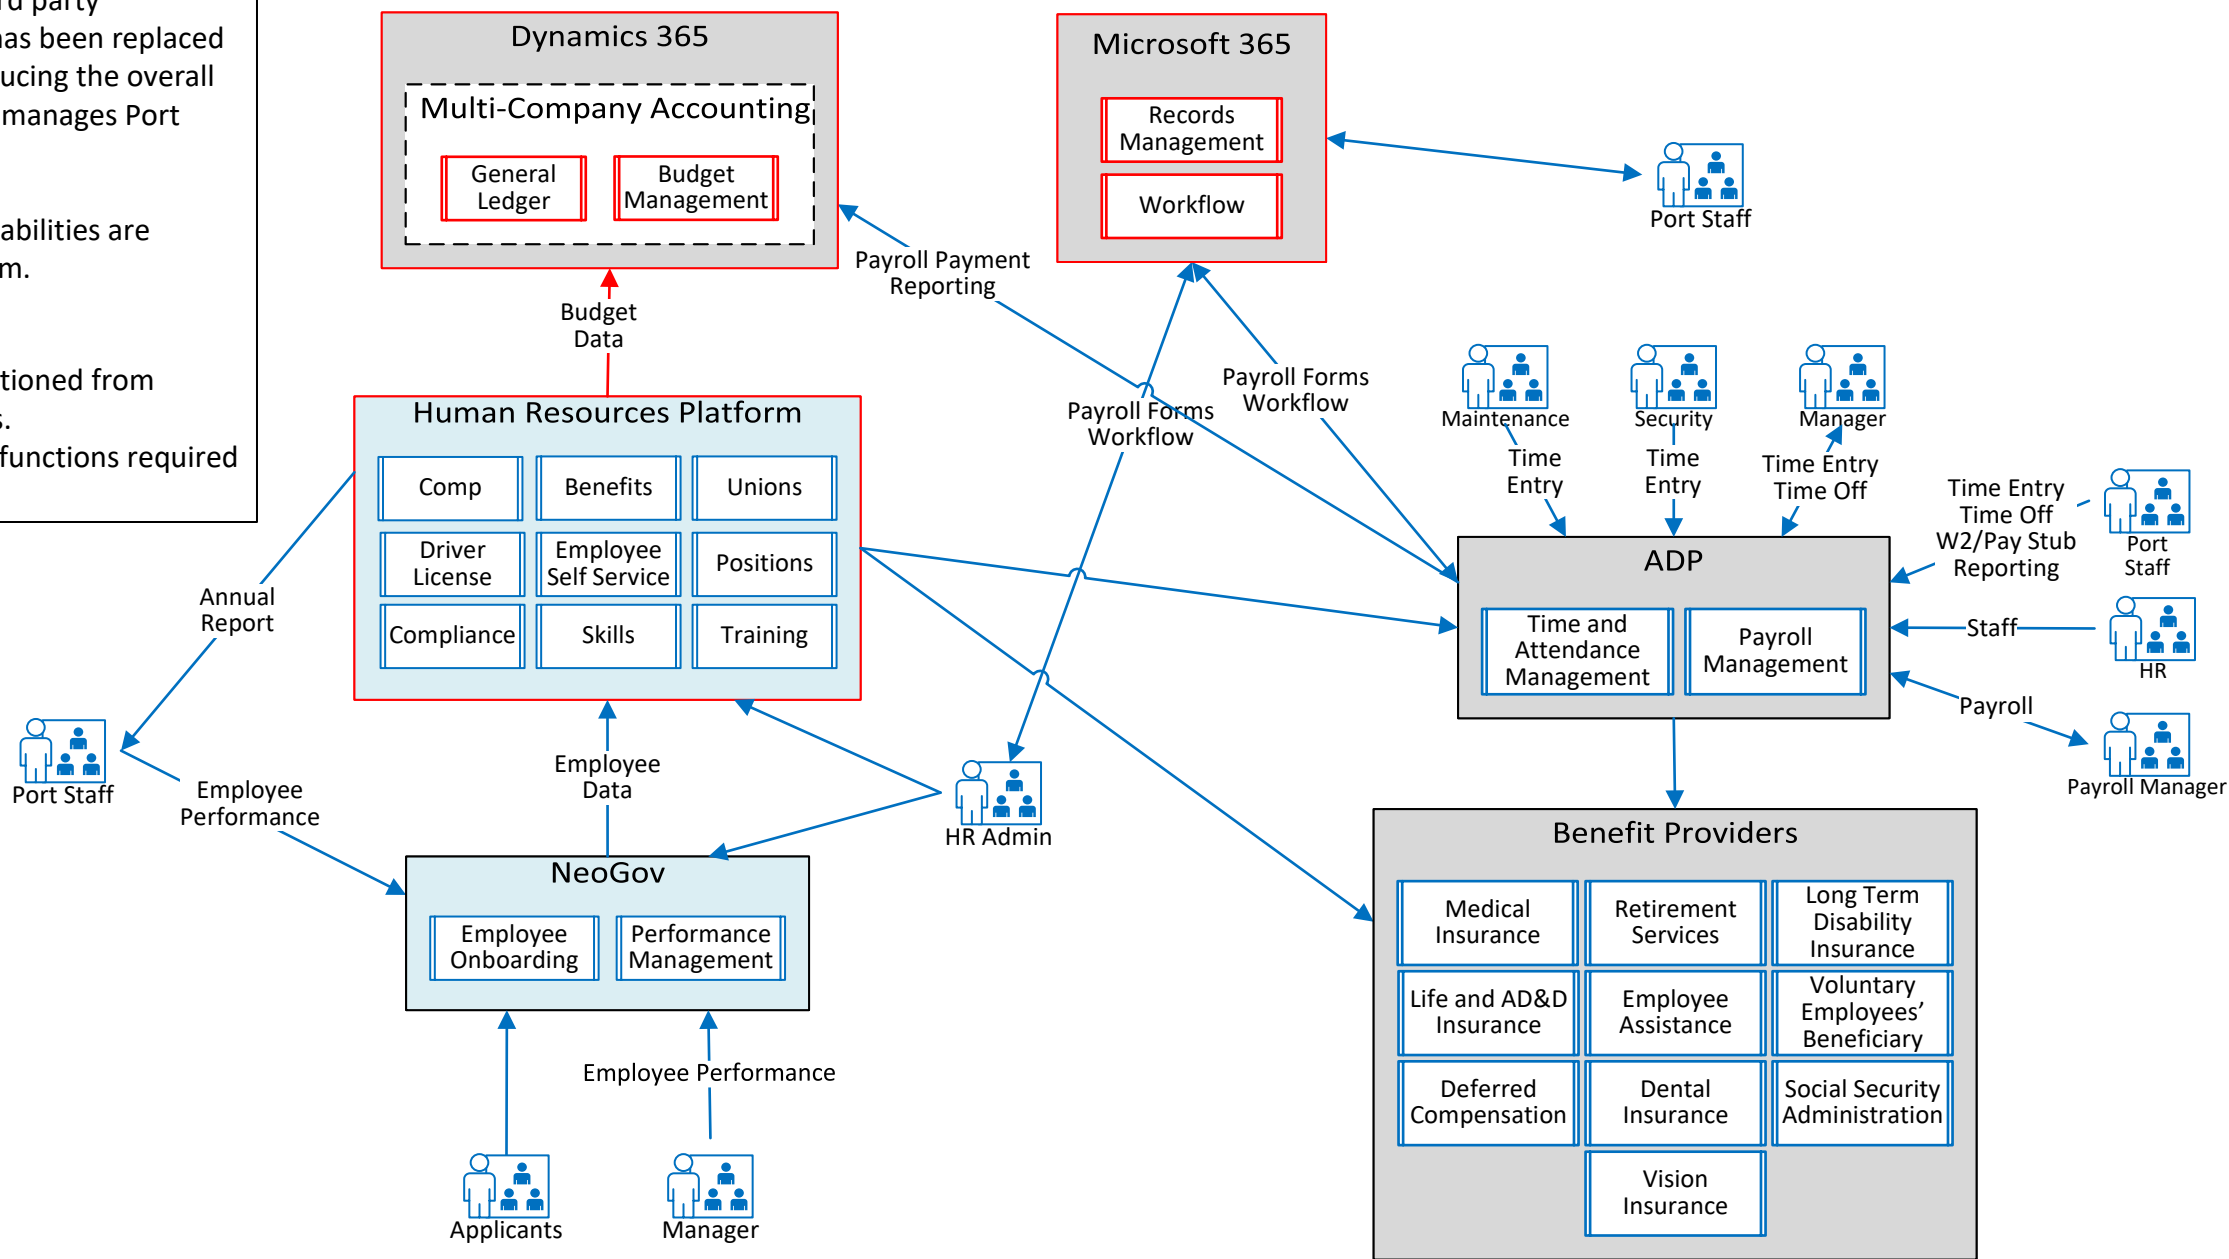 rd party
has been replaced
ucing the overall
manages Port
abilities are
m.
tioned from
s.
functions required
Dynamics 365
Multi-Company Accounting
General
Ledger
Budget
Management
Microsoft 365
Records
Management
Workflow
Port Staff
Payroll Payment
Reporting
Budget
Data
Payroll Forms
Workflow
Payroll Forms
Workflow
Maintenance
Security
Manager
Time
Entry
Time
Entry
Time Entry
Time Off
Time Entry
Time Off
W2/Pay Stub
Reporting
Port
Staff
Human Resources Platform
Comp
Benefits
Unions
Driver
License
Employee
Self Service
Positions
Compliance
Skills
Training
ADP
Time and
Attendance
Management
Payroll
Management
Staff
HR
Payroll
Payroll Manager
Annual
Report
Port Staff
Employee
Performance
Employee
Data
HR Admin
NeoGov
Employee
Onboarding
Performance
Management
Employee Performance
Applicants
Manager
Benefit Providers
Medical
Insurance
Retirement
Services
Long Term
Disability
Insurance
Life and AD&D
Insurance
Employee
Assistance
Voluntary
Employees’
Beneficiary
Deferred
Compensation
Dental
Insurance
Social Security
Administration
Vision
Insurance